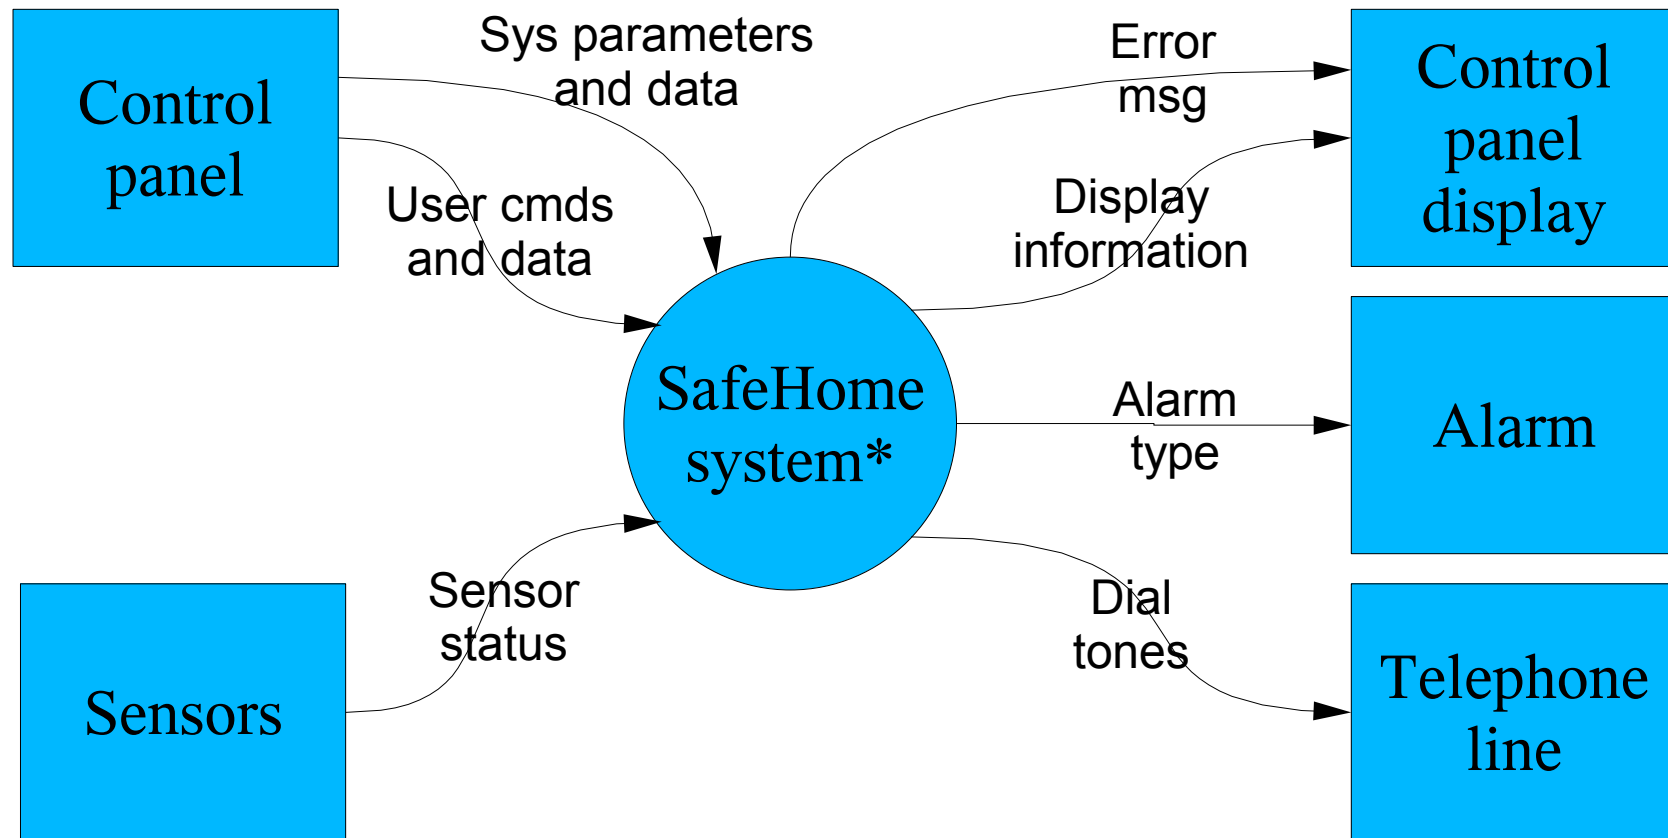 Control
panel
Sys parameters
and data
User cmds
and data
Error
msg
Display
information
Control
panel
display
SafeHome
system*
Alarm
type
Alarm
Sensors
Sensor
status
Dial
tones
Telephone
line